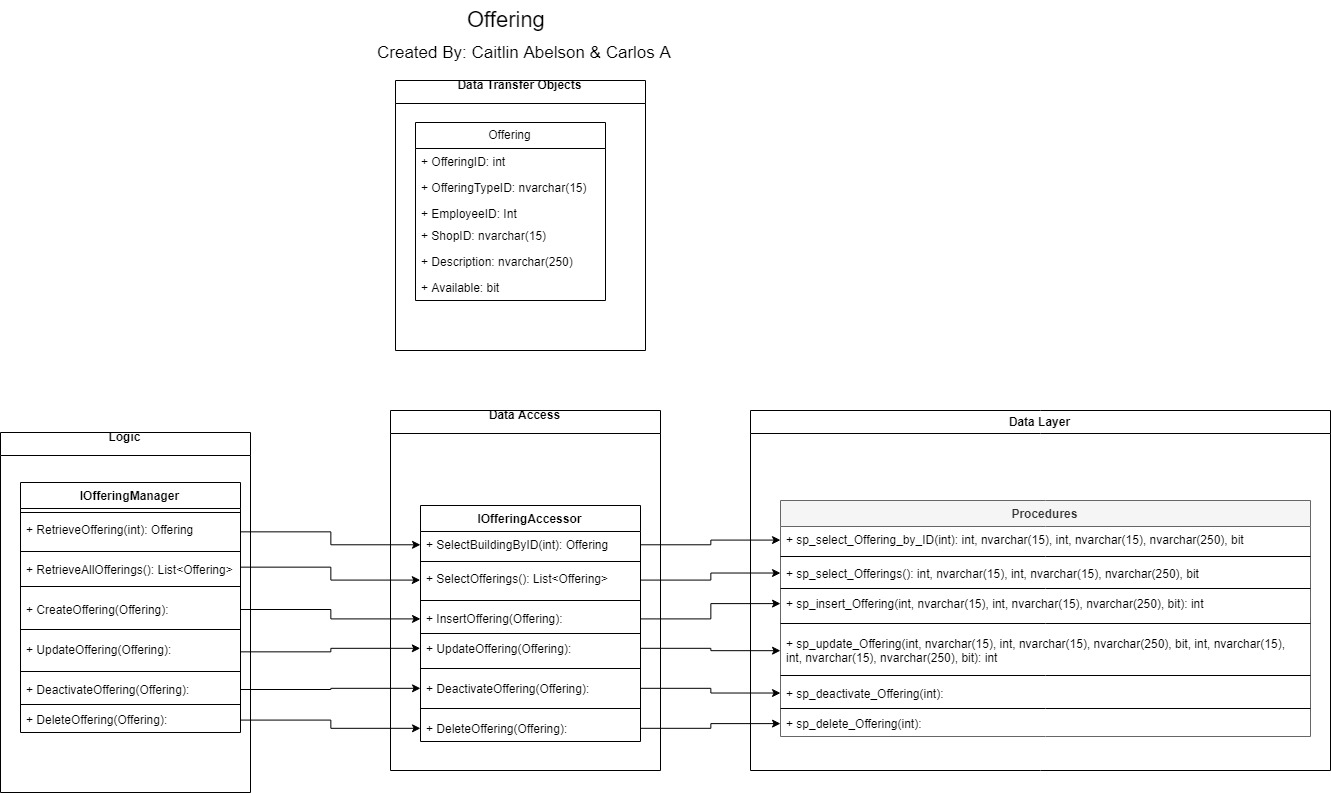 Offering
Created By: Caitlin Abelson & Carlos A
Data Transfer Objects
Offering
+ OfferingID: int
+ OfferingTypeID: nvarchar(15)
+ EmployeeID: Int
+ ShopID: nvarchar(15)
+ Description: nvarchar(250)
+ Available: bit
Logic
IOfferingManager
+ RetrieveOffering(int): Offering
+ RetrieveAllOfferings(): List<Offering>
+ CreateOffering(Offering):
+ UpdateOffering(Offering):
+ DeactivateOffering(Offering):
+ DeleteOffering(Offering):
Data Access
IOfferingAccessor
+ SelectBuildingByID(int): Offering
+ SelectOfferings(): List<Offering>
+ InsertOffering(Offering):
+ UpdateOffering(Offering):
+ DeactivateOffering(Offering):
+ DeleteOffering(Offering):
Data Layer
Procedures
+ sp_select_Offering_by_ID(int): int, nvarchar(15), int, nvarchar(15), nvarchar(250), bit
+ sp_select_Offerings(): int, nvarchar(15), int, nvarchar(15), nvarchar(250), bit
+ sp_insert_Offering(int, nvarchar(15), int, nvarchar(15), nvarchar(250), bit): int
+ sp_update_Offering(int, nvarchar(15), int, nvarchar(15), nvarchar(250), bit, int, nvarchar(15),
int, nvarchar(15), nvarchar(250), bit): int
+ sp_deactivate_Offering(int):
+ sp_delete_Offering(int):